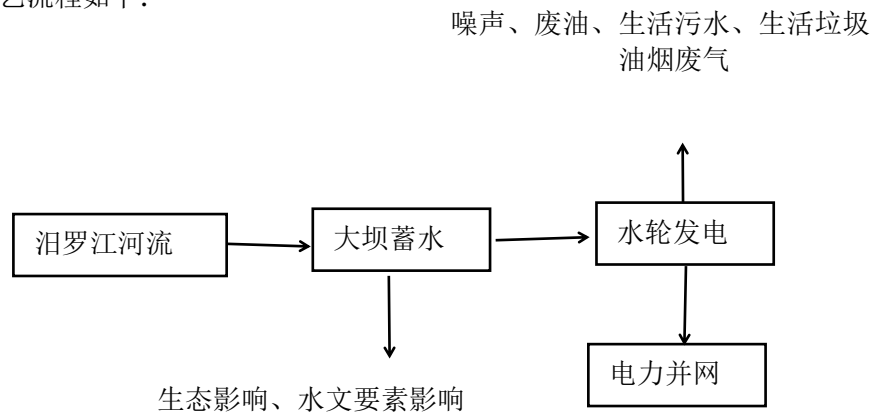 艺流程如下：
噪声、废油、生活污水、生活垃圾
油烟废气
汨罗江河流
大坝蓄水
水轮发电
生态影响、水文要素影响
电力并网